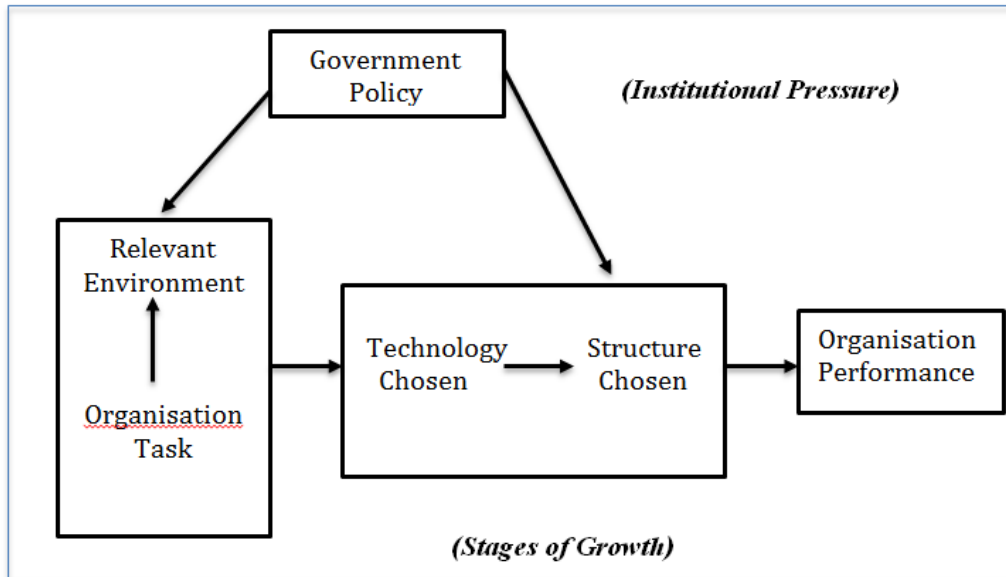 Government
Policy
(Institutional Pressure)
Relevant
Environment
Organisation
Task
Technology
Chosen
Structure
Chosen
Organisation
Performance
(Stages of Growth)